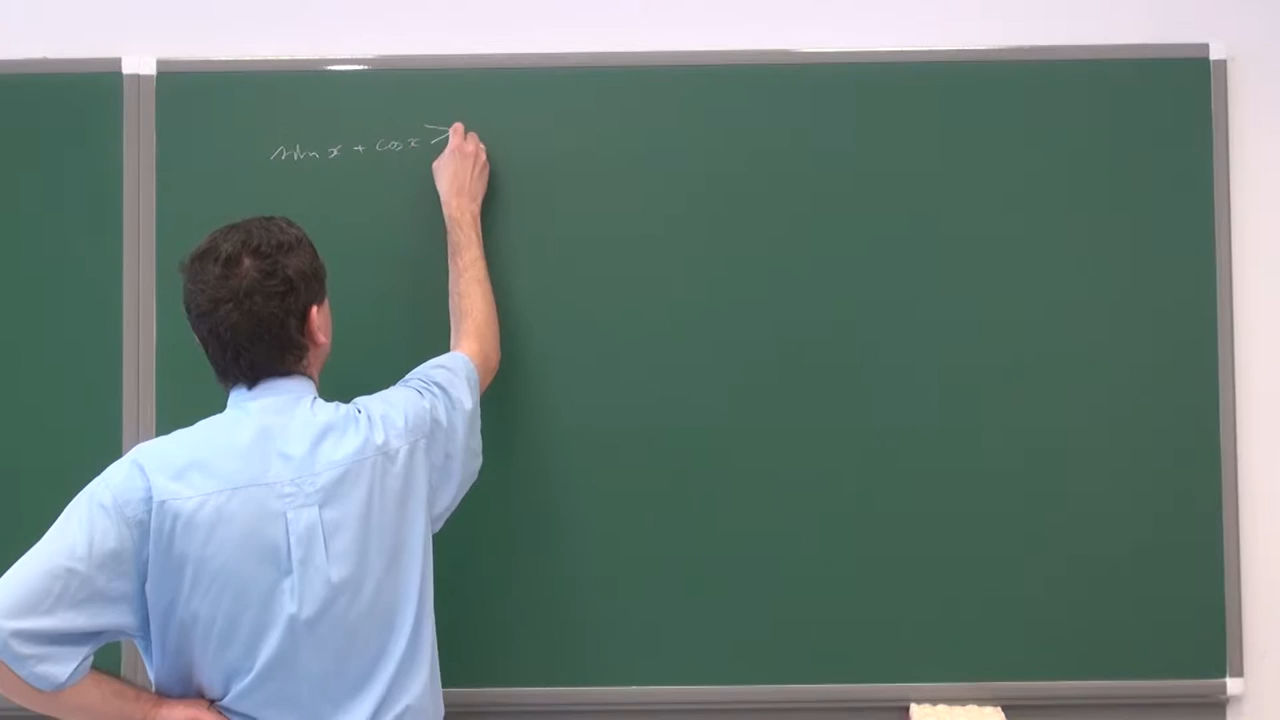 sin x + cos x >